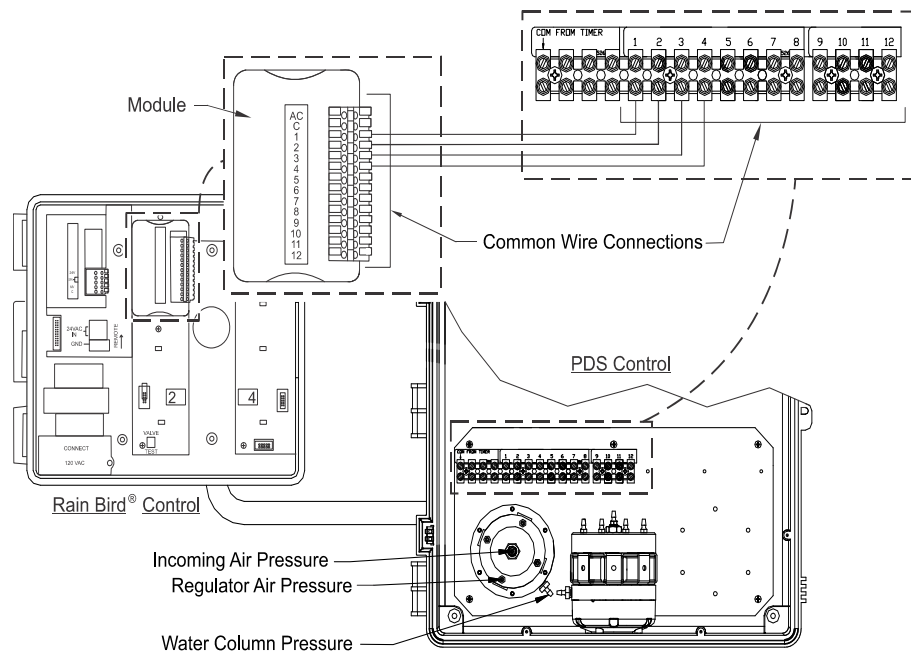 COM FROM TIMER
1 2 3 4 5 6 7 8 9 10 11 12
Module
AC
C
1
2
3
4
5
6
7
8
9
10
11
12
Common Wire Connections
PDS Control
24VAC
IN
GND
REMOTE
2
4
VALVE
TEST
CONNECT
120 VAC
Rain Bird® Control
COM FROM TIMER
1 2 3 4 5 6 7 8 9 10 11 12
Incoming Air Pressure
Regulator Air Pressure
Water Column Pressure